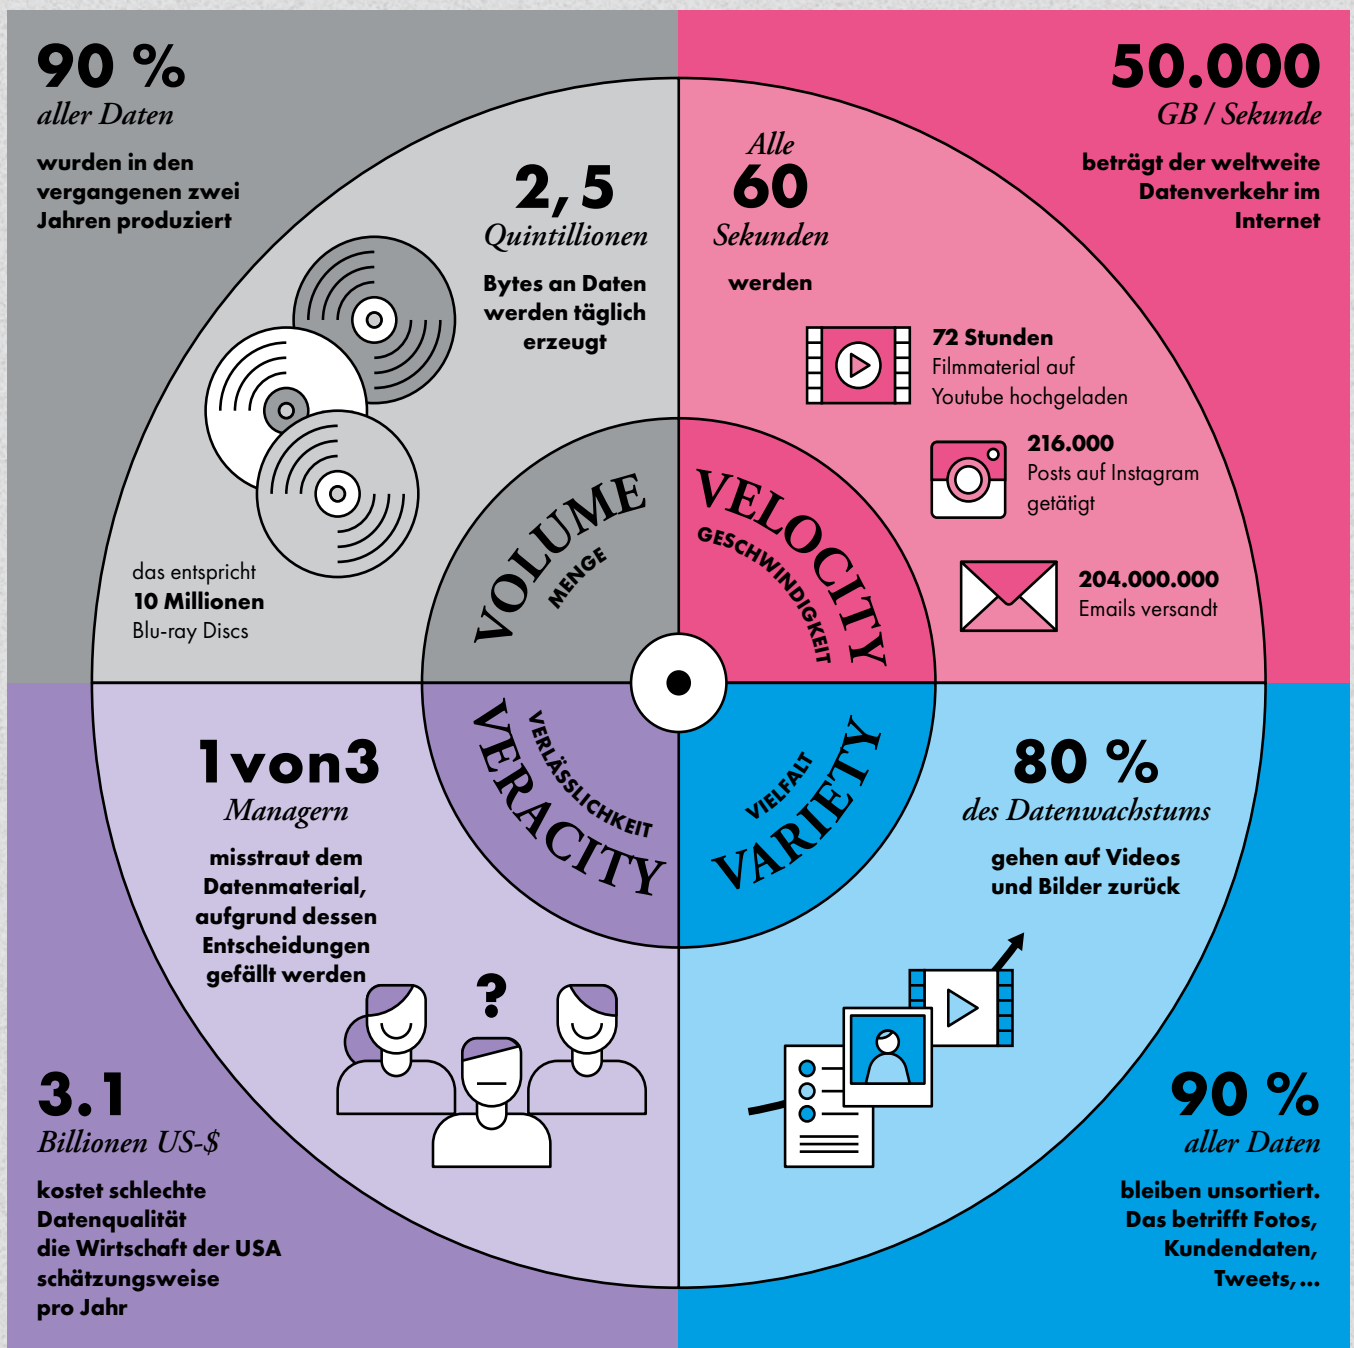 90 %
aller Daten
wurden in den
vergangenen zwei
Jahren produziert
2,5
Quintillionen
Bytes an Daten
werden täglich
erzeugt
das entspricht
10 Millionen
Blu-ray Discs
VOLUME
MENGE
50.000
GB / Sekunde
beträgt der weltweite
Datenverkehr im
Internet
Alle
60
Sekunden
werden
72 Stunden
Filmmaterial auf
Youtube hochgeladen
216.000
Posts auf Instagram
getätigt
204.000.000
Emails versandt
VELOCITY
GESCHWINDIGKEIT
VERACITY
VERLÄSSLICHKEIT
1von3
Managern
misstraut dem
Datenmaterial,
aufgrund dessen
Entscheidungen
gefällt werden
?
3.1
Billionen US-$
kostet schlechte
Datenqualität
die Wirtschaft der USA
schätzungsweise
pro Jahr
VIELFALT
VARIETY
80 %
des Datenwachstums
gehen auf Videos
und Bilder zurück
90 %
aller Daten
bleiben unsortiert.
Das betrifft Fotos,
Kundendaten,
Tweets, ...